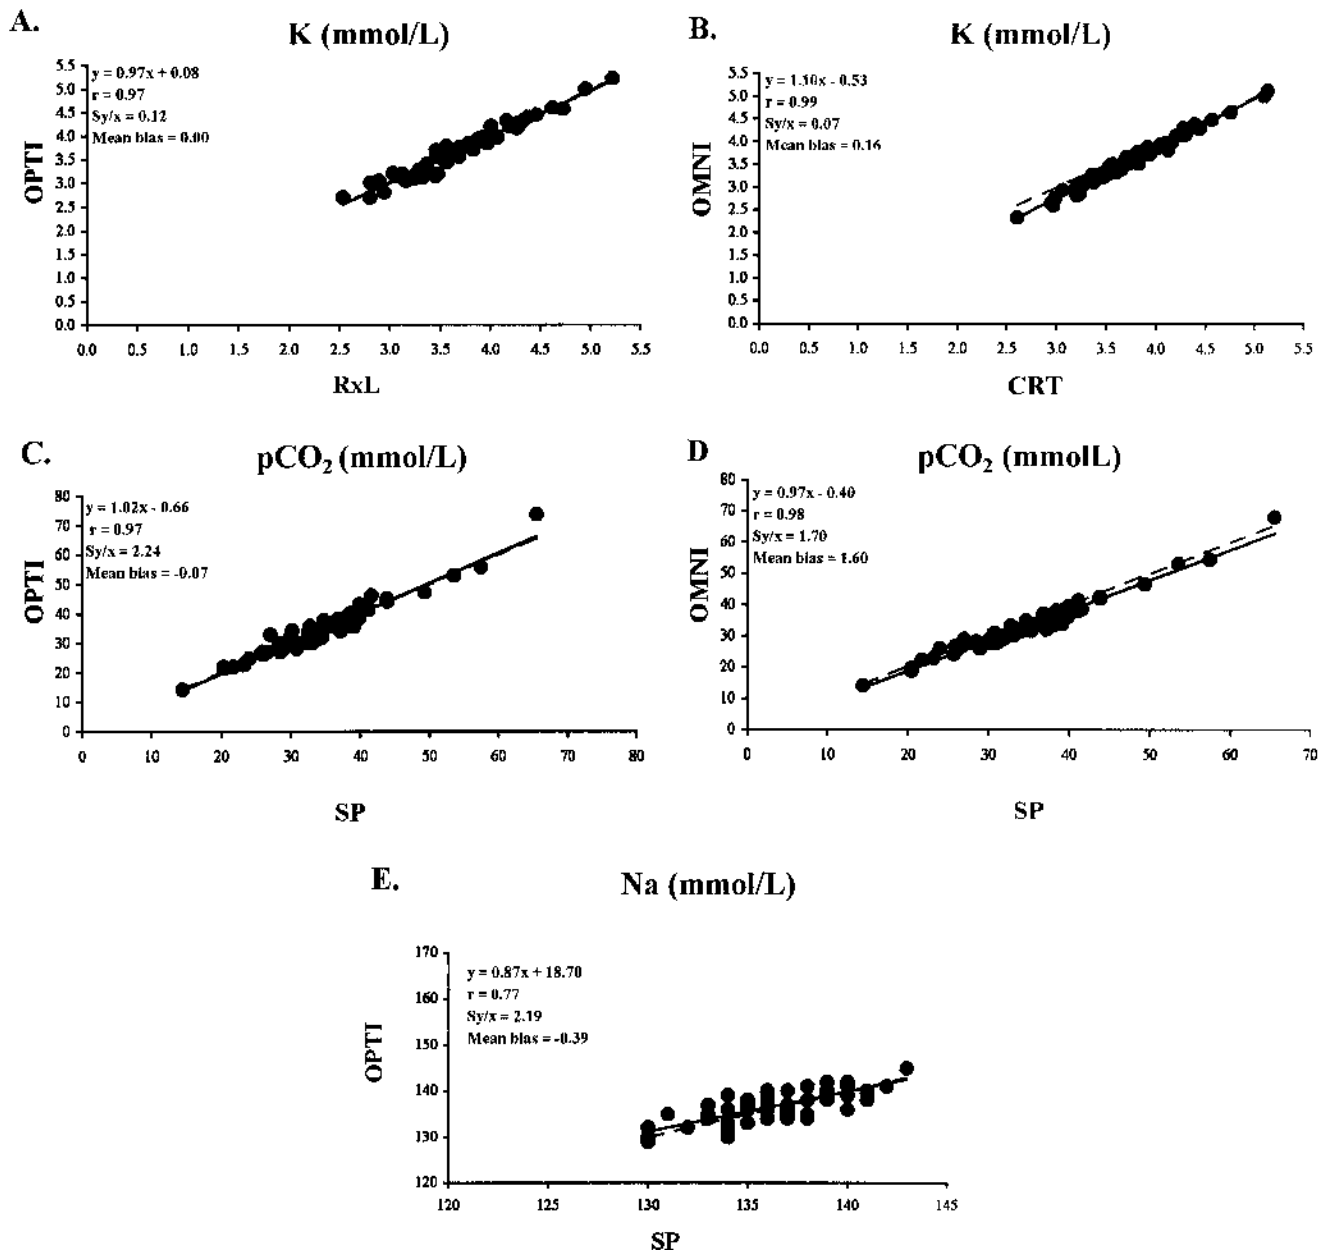 A.
K (mmol/L)
y = 0.97x + 0.08
r = 0.97
Sy/x = 0.12
Mean bias = 0.00
OPTI
5.5
5.0
4.5
4.0
3.5
3.0
2.5
2.0
1.5
1.0
0.5
0.0
0.0 0.5 1.0 1.5 2.0 2.5 3.0 3.5 4.0 4.5 5.0 5.5
RxL
B.
K (mmol/L)
y = 1.10x - 0.53
r = 0.99
Sy/x = 0.07
Mean bias = 0.16
OMNI
5.5
5.0
4.5
4.0
3.5
3.0
2.5
2.0
1.5
1.0
0.5
0.0
0.0 0.5 1.0 1.5 2.0 2.5 3.0 3.5 4.0 4.5 5.0 5.5
CRT
C.
pCO₂ (mmol/L)
y = 1.02x - 0.66
r = 0.97
Sy/x = 2.24
Mean bias = -0.07
OPTI
80
70
60
50
40
30
20
10
0
0 10 20 30 40 50 60 70 80
SP
D
pCO₂ (mmolL)
y = 0.97x - 0.40
r = 0.98
Sy/x = 1.70
Mean bias = 1.60
OMNI
80
70
60
50
40
30
20
10
0
0 10 20 30 40 50 60 70
SP
E.
Na (mmol/L)
y = 0.87x + 18.70
r = 0.77
Sy/x = 2.19
Mean bias = -0.39
OPTI
170
160
150
140
130
120
120 125 130 135 140 145
SP